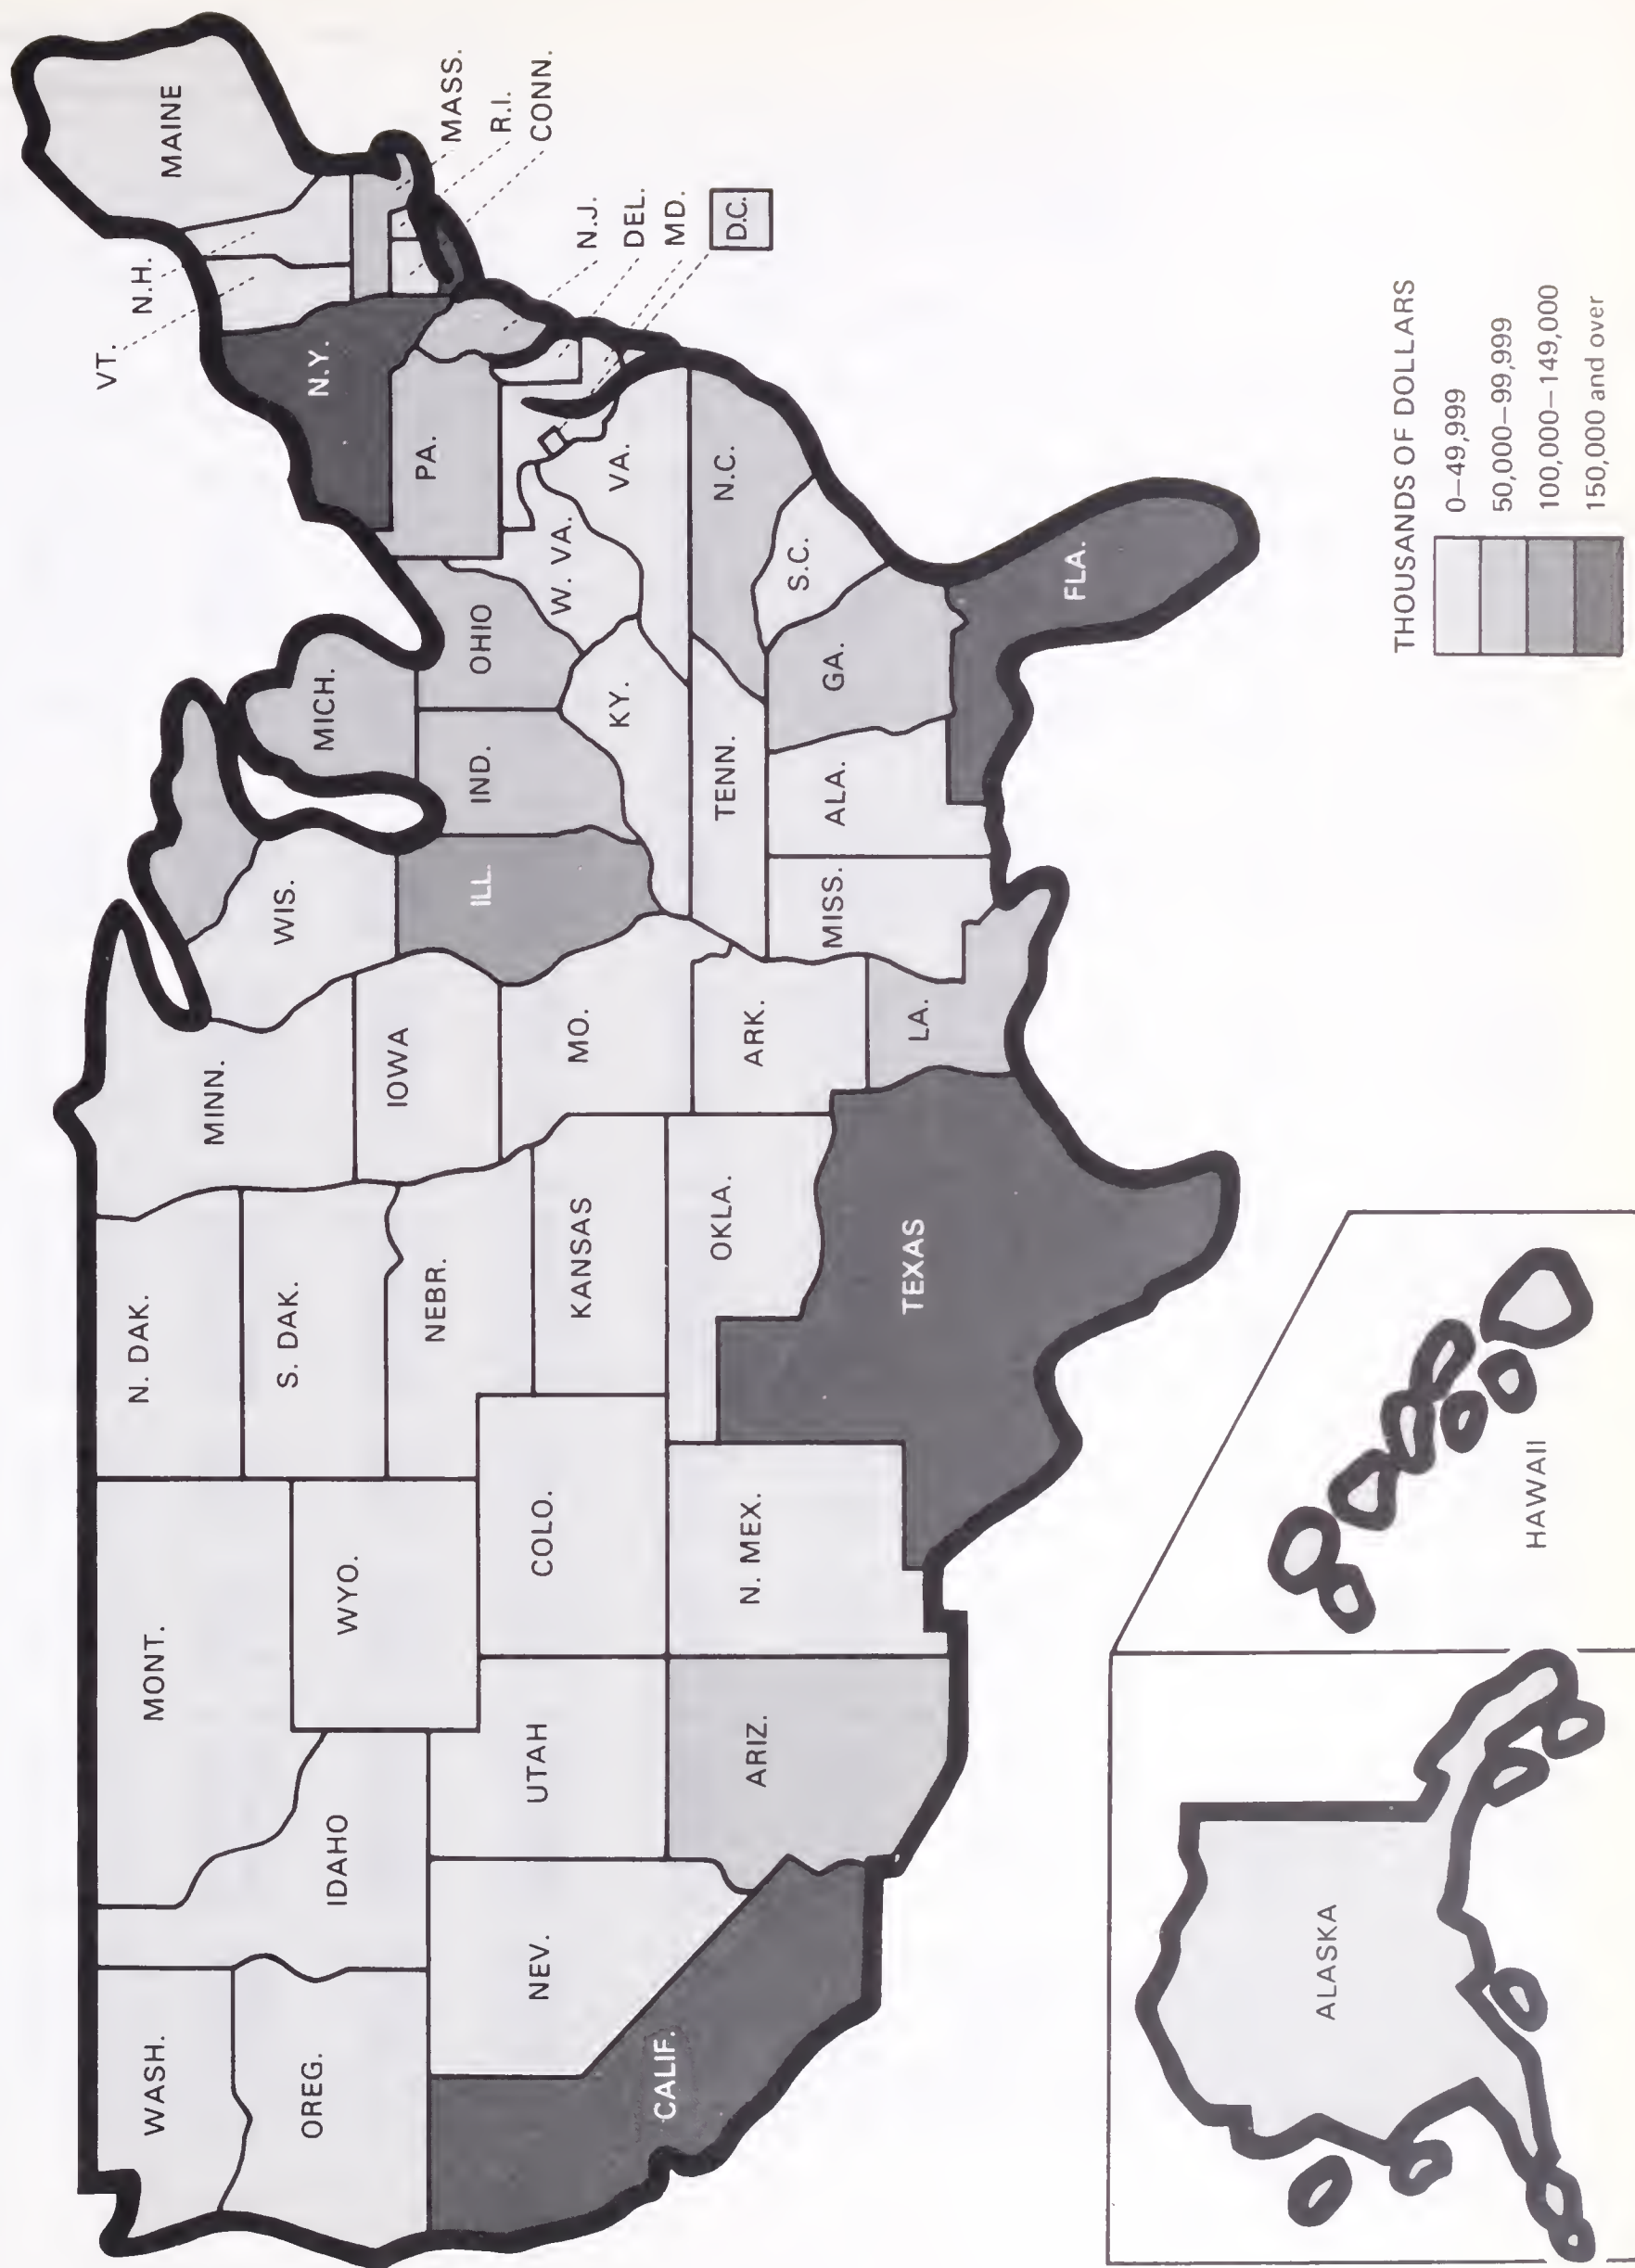 WASH.
OREG.
CALIF.
IDAHO
NEV.
MONT.
WYO.
UTAH
ARIZ.
COLO.
N. MEX.
N. DAK.
S. DAK.
NEBR.
KANSAS
OKLA.
TEXAS
MINN.
IOWA
MO.
ARK.
LA.
WIS.
ILL.
MICH.
IND.
OHIO
KY.
TENN.
MISS.
ALA.
GA.
FLA.
S.C.
N.C.
VA.
W. VA.
PA.
N.Y.
VT.
N.H.
MAINE
MASS.
R.I.
CONN.
N.J.
DEL.
MD.
D.C.
ALASKA
HAWAII
THOUSANDS OF DOLLARS
0–49,999
50,000–99,999
100,000–149,000
150,000 and over